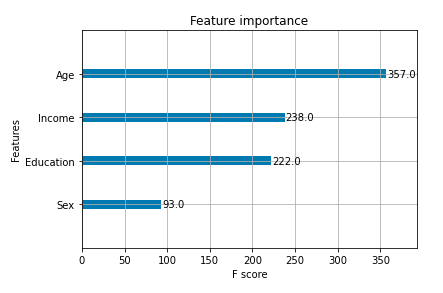 Feature importance
Features
Age
357.0
Income
238.0
Education
222.0
Sex
93.0
0 50 100 150 200 250 300 350
F score